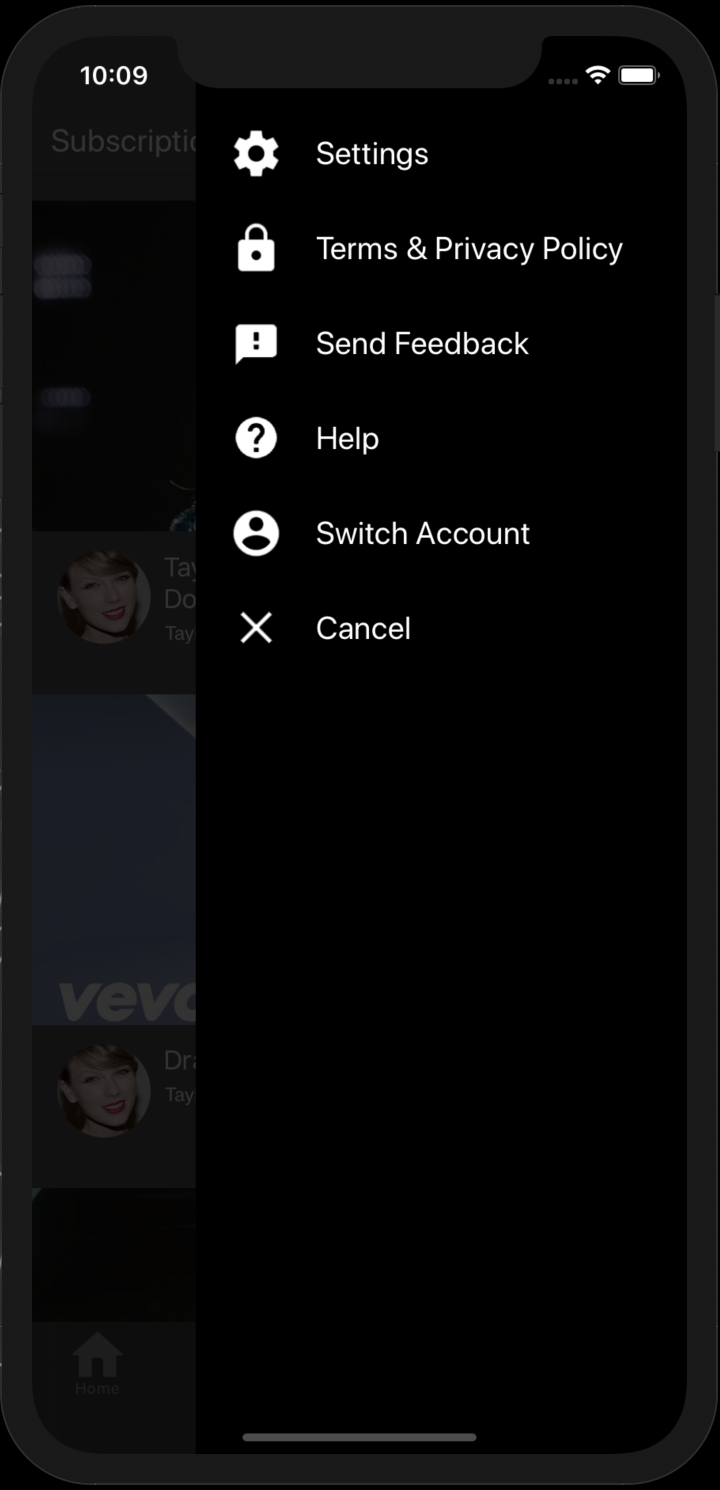 10:09
Subscriptio
Settings
Terms & Privacy Policy
Send Feedback
Help
Switch Account
Cancel
Tay
Do
Tay
vevo
Dra
Tay
Home